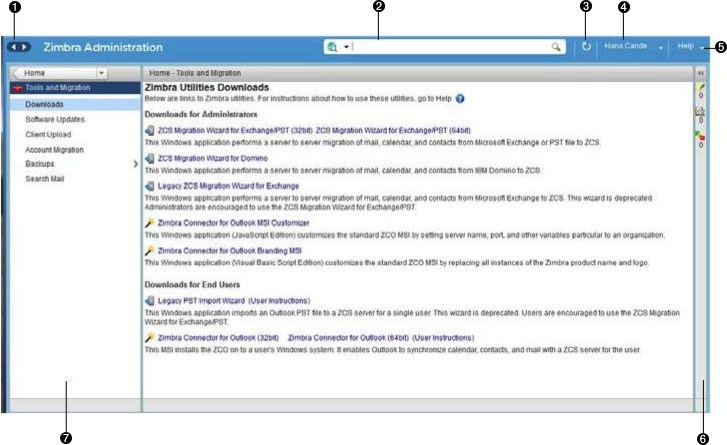 1
2
3
4
5
Zimbra Administration
Hana Cande...
Help
Home
Home - Tools and Migration
Tools and Migration
Downloads
Software Updates
Client Upload
Account Migration
Backups
Search Mail
Zimbra Utilities Downloads
Below are links to Zimbra utilities. For instructions about how to use these utilities, go to Help
Downloads for Administrators
ZCS Migration Wizard for Exchange/PST (32bit) ZCS Migration Wizard for Exchange/PST (64bit)
This Windows application performs a server to server migration of mail, calendar, and contacts from Microsoft Exchange or PST file to ZCS.
ZCS Migration Wizard for Domino
This Windows application performs a server to server migration of mail, calendar, and contacts from IBM Domino to ZCS.
Legacy ZCS Migration Wizard for Exchange
This Windows application performs a server to server migration of mail, calendar, and contacts from Microsoft Exchange to ZCS. This wizard is deprecated.
Administrators are encouraged to use the ZCS Migration Wizard for Exchange/PST.
Zimbra Connector for Outlook MSI Customizer
This Windows application (JavaScript Edition) customizes the standard ZCO MSI by setting server name, port, and other variables particular to an organization.
Zimbra Connector for Outlook Branding MSI
This Windows application (Visual Basic Script Edition) customizes the standard ZCO MSI by replacing all instances of the Zimbra product name and logo.
Downloads for End Users
Legacy PST Import Wizard (User Instructions)
This Windows application imports an Outlook PST file to a ZCS server for a single user. This wizard is deprecated. Users are encouraged to use the ZCS Migration
Wizard for Exchange/PST.
Zimbra Connector for Outlook (32bit) Zimbra Connector for Outlook (64bit) (User Instructions)
This MSI installs the ZCO on to a user's Windows system. It enables Outlook to synchronize calendar, contacts, and mail with a ZCS server for the user.
0
0
0
7
6